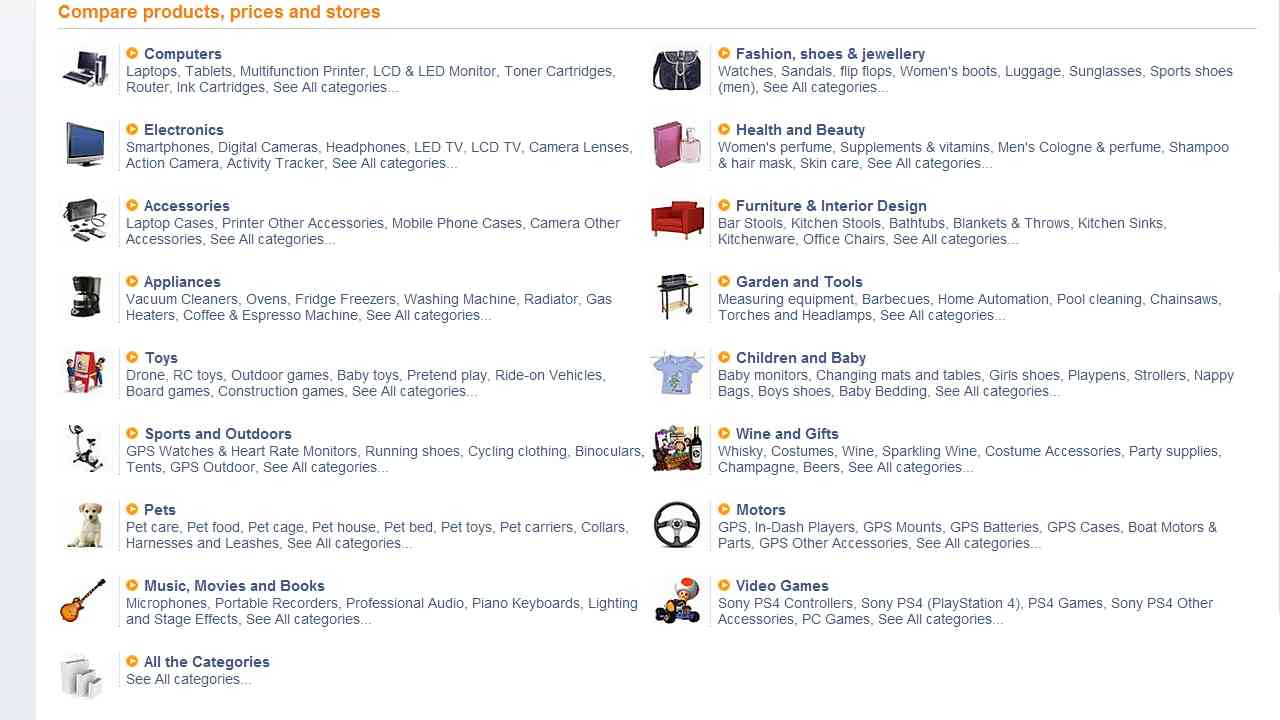 Compare products, prices and stores
Computers
Laptops, Tablets, Multifunction Printer, LCD & LED Monitor, Toner Cartridges,
Router, Ink Cartridges, See All categories...
Fashion, shoes & jewellery
Watches, Sandals, flip flops, Women's boots, Luggage, Sunglasses, Sports shoes
(men), See All categories...
Electronics
Smartphones, Digital Cameras, Headphones, LED TV, LCD TV, Camera Lenses,
Action Camera, Activity Tracker, See All categories...
Health and Beauty
Women's perfume, Supplements & vitamins, Men's Cologne & perfume, Shampoo
& hair mask, Skin care, See All categories...
Accessories
Laptop Cases, Printer Other Accessories, Mobile Phone Cases, Camera Other
Accessories, See All categories...
Furniture & Interior Design
Bar Stools, Kitchen Stools, Bathtubs, Blankets & Throws, Kitchen Sinks,
Kitchenware, Office Chairs, See All categories...
Appliances
Vacuum Cleaners, Ovens, Fridge Freezers, Washing Machine, Radiator, Gas
Heaters, Coffee & Espresso Machine, See All categories...
Garden and Tools
Measuring equipment, Barbecues, Home Automation, Pool cleaning, Chainsaws,
Torches and Headlamps, See All categories...
Toys
Drone, RC toys, Outdoor games, Baby toys, Pretend play, Ride-on Vehicles,
Board games, Construction games, See All categories...
Children and Baby
Baby monitors, Changing mats and tables, Girls shoes, Playpens, Strollers, Nappy
Bags, Boys shoes, Baby Bedding, See All categories...
Sports and Outdoors
GPS Watches & Heart Rate Monitors, Running shoes, Cycling clothing, Binoculars,
Tents, GPS Outdoor, See All categories...
Wine and Gifts
Whisky, Costumes, Wine, Sparkling Wine, Costume Accessories, Party supplies,
Champagne, Beers, See All categories...
Pets
Pet care, Pet food, Pet cage, Pet house, Pet bed, Pet toys, Pet carriers, Collars,
Harnesses and Leashes, See All categories...
Motors
GPS, In-Dash Players, GPS Mounts, GPS Batteries, GPS Cases, Boat Motors &
Parts, GPS Other Accessories, See All categories...
Music, Movies and Books
Microphones, Portable Recorders, Professional Audio, Piano Keyboards, Lighting
and Stage Effects, See All categories...
Video Games
Sony PS4 Controllers, Sony PS4 (PlayStation 4), PS4 Games, Sony PS4 Other
Accessories, PC Games, See All categories...
All the Categories
See All categories...